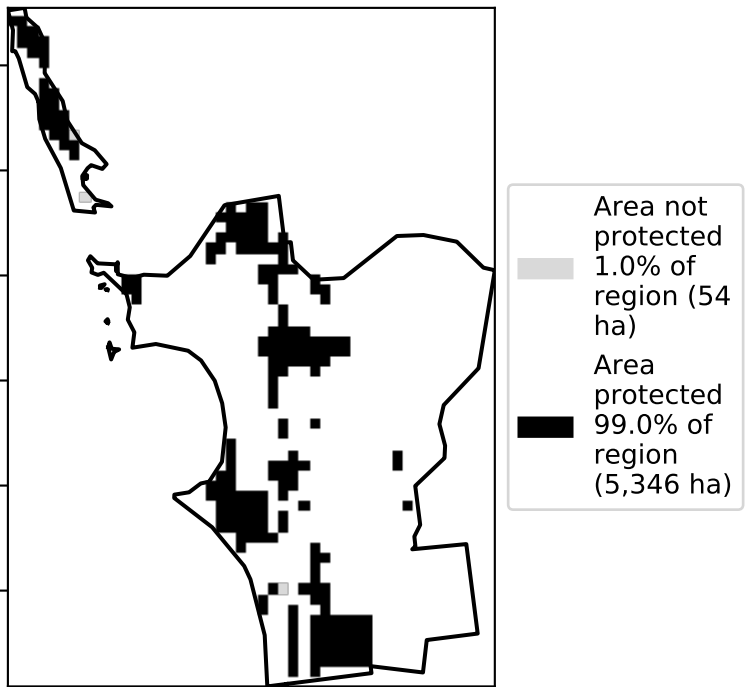 Area not
protected
1.0% of
region (54
ha)
Area
protected
99.0% of
region
(5,346 ha)